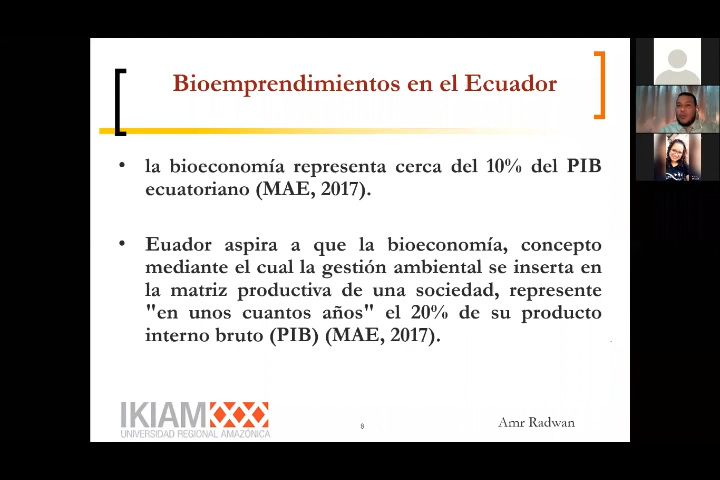 Bioemprendimientos en el Ecuador
• la bioeconomía representa cerca del 10% del PIB
ecuatoriano (MAE, 2017).
• Euador aspira a que la bioeconomía, concepto
mediante el cual la gestión ambiental se inserta en
la matriz productiva de una sociedad, represente
"en unos cuantos años" el 20% de su producto
interno bruto (PIB) (MAE, 2017).
IKIAM
UNIVERSIDAD REGIONAL AMAZÓNICA
8
Amr Radwan